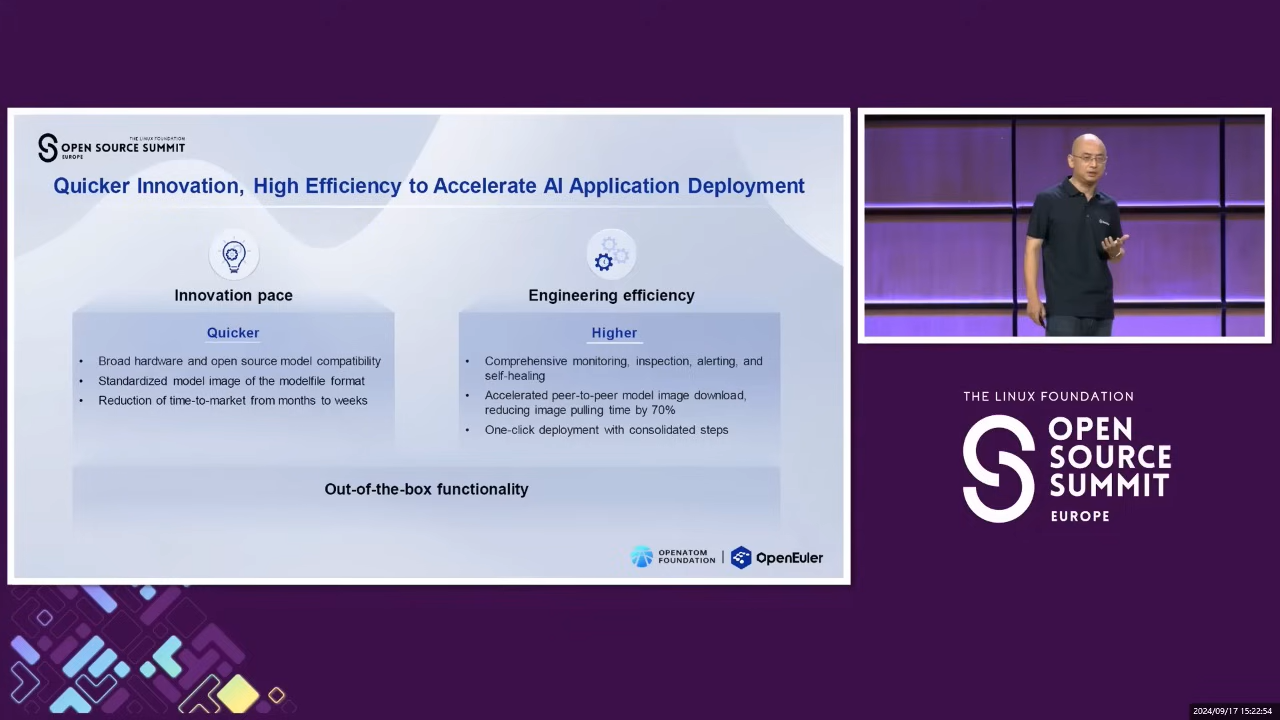 THE LINUX FOUNDATION
OPEN SOURCE SUMMIT
EUROPE
Quicker Innovation, High Efficiency to Accelerate AI Application Deployment
Innovation pace
Quicker
• Broad hardware and open source model compatibility
• Standardized model image of the modelfile format
• Reduction of time-to-market from months to weeks
Engineering efficiency
Higher
• Comprehensive monitoring, inspection, alerting, and
self-healing
• Accelerated peer-to-peer model image download,
reducing image pulling time by 70%
• One-click deployment with consolidated steps
Out-of-the-box functionality
OPENATOM
FOUNDATION
OpenEuler
THE LINUX FOUNDATION
OPEN
SOURCE
SUMMIT
EUROPE
2024/09/17 15:22:54